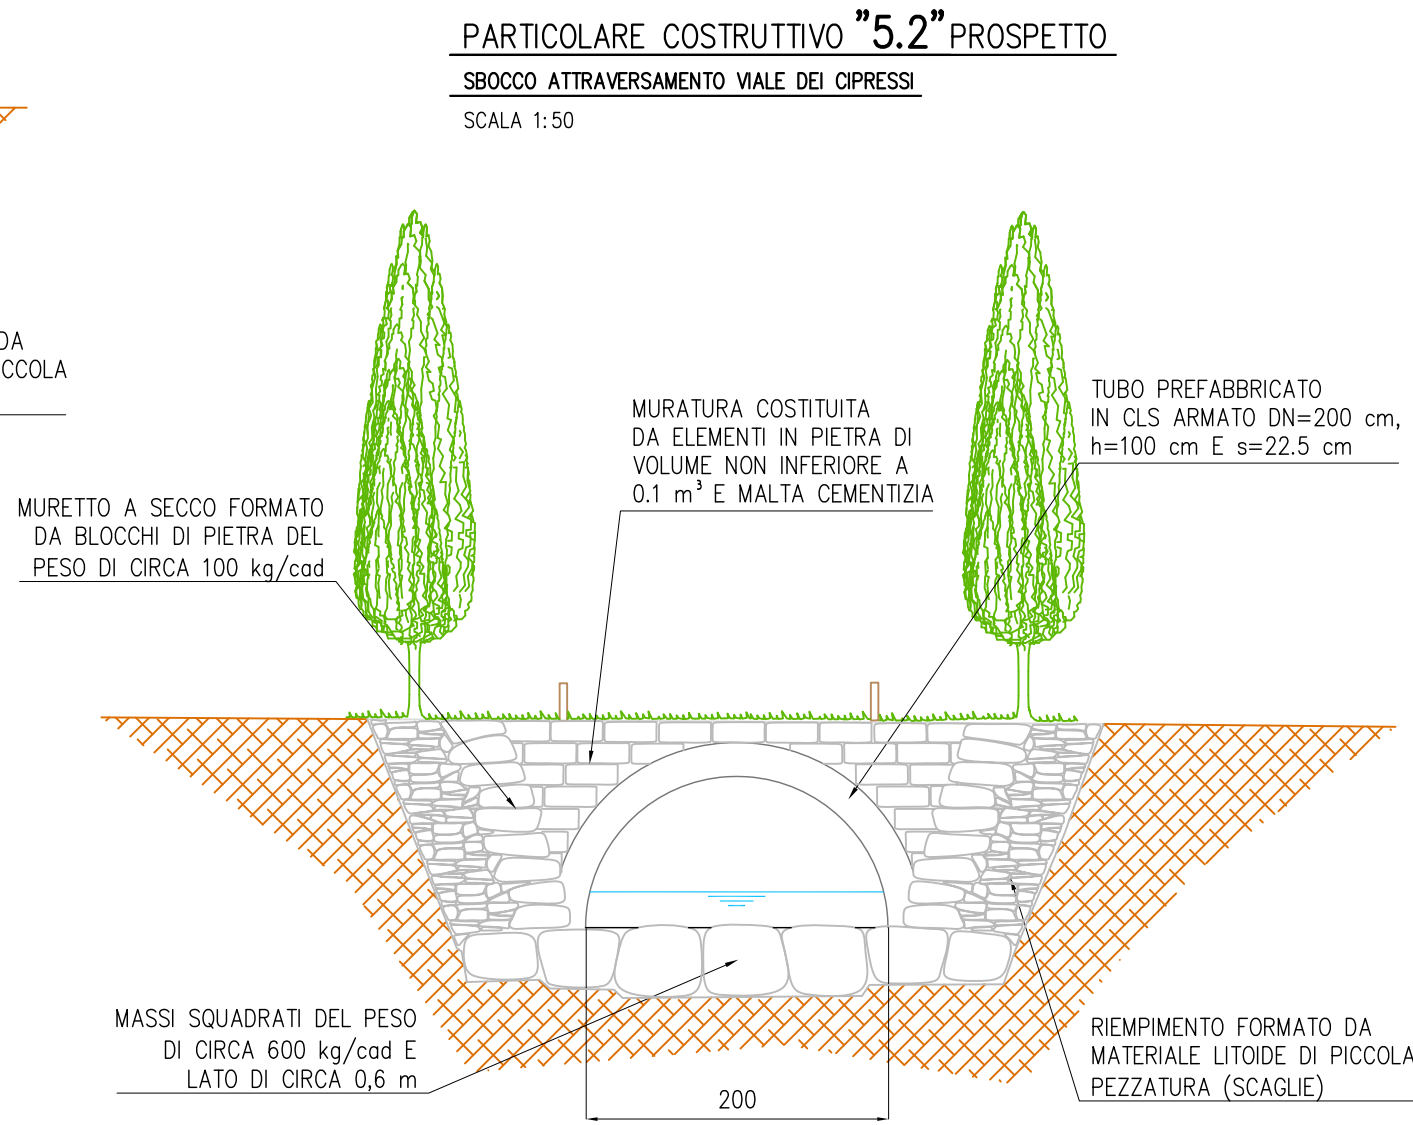 PARTICOLARE COSTRUTTIVO "5.2" PROSPETTO
SBOCCO ATTRAVERSAMENTO VIALE DEI CIPRESSI
SCALA 1:50
DA
CCOLA
MURATURA COSTITUITA
DA ELEMENTI IN PIETRA DI
VOLUME NON INFERIORE A
0.1 m³ E MALTA CEMENTIZIA
TUBO PREFABBRICATO
IN CLS ARMATO DN=200 cm,
h=100 cm E s=22.5 cm
MURETTO A SECCO FORMATO
DA BLOCCHI DI PIETRA DEL
PESO DI CIRCA 100 kg/cad
MASSI SQUADRATI DEL PESO
DI CIRCA 600 kg/cad E
LATO DI CIRCA 0,6 m
200
RIEMPIMENTO FORMATO DA
MATERIALE LITOIDE DI PICCOLA
PEZZATURA (SCAGLIE)